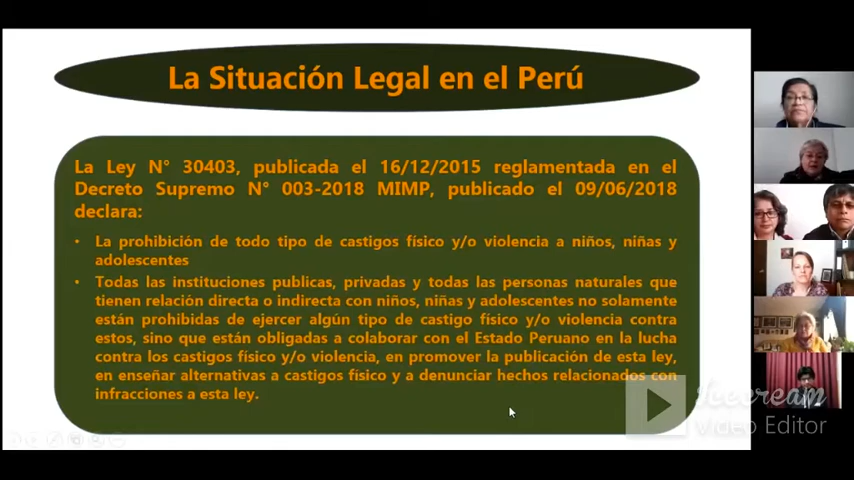 La Situación Legal en el Perú
La Ley N° 30403, publicada el 16/12/2015 reglamentada en el
Decreto Supremo N° 003-2018 MIMP, publicado el 09/06/2018
declara:
• La prohibición de todo tipo de castigos físico y/o violencia a niños, niñas y
adolescentes
• Todas las instituciones publicas, privadas y todas las personas naturales que
tienen relación directa o indirecta con niños, niñas y adolescentes no solamente
están prohibidas de ejercer algún tipo de castigo físico y/o violencia contra
estos, sino que están obligadas a colaborar con el Estado Peruano en la lucha
contra los castigos físico y/o violencia, en promover la publicación de esta ley,
en enseñar alternativas a castigos físico y a denunciar hechos relacionados con
infracciones a esta ley.
Icecream
Video Editor